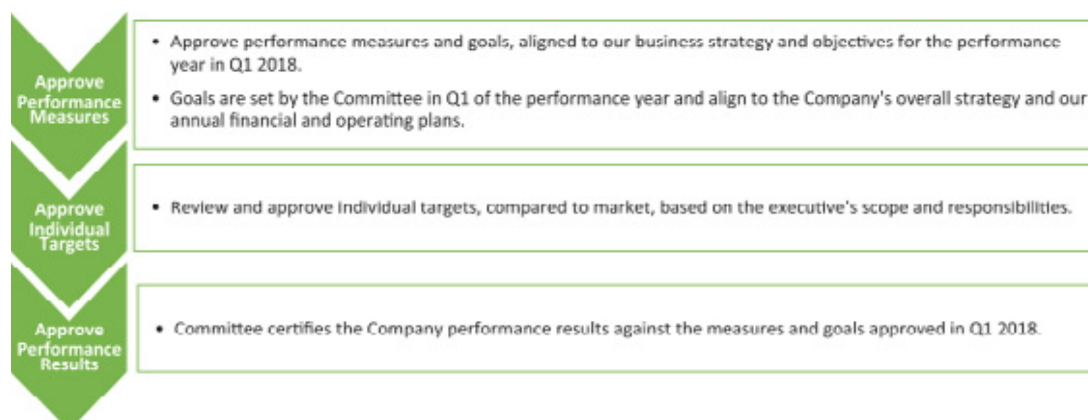 Approve
Performance
Measures
• Approve performance measures and goals, aligned to our business strategy and objectives for the performance
year in Q1 2018.
• Goals are set by the Committee in Q1 of the performance year and align to the Company's overall strategy and our
annual financial and operating plans.
Approve
Individual
Targets
• Review and approve individual targets, compared to market, based on the executive's scope and responsibilities.
Approve
Performance
Results
• Committee certifies the Company performance results against the measures and goals approved in Q1 2018.